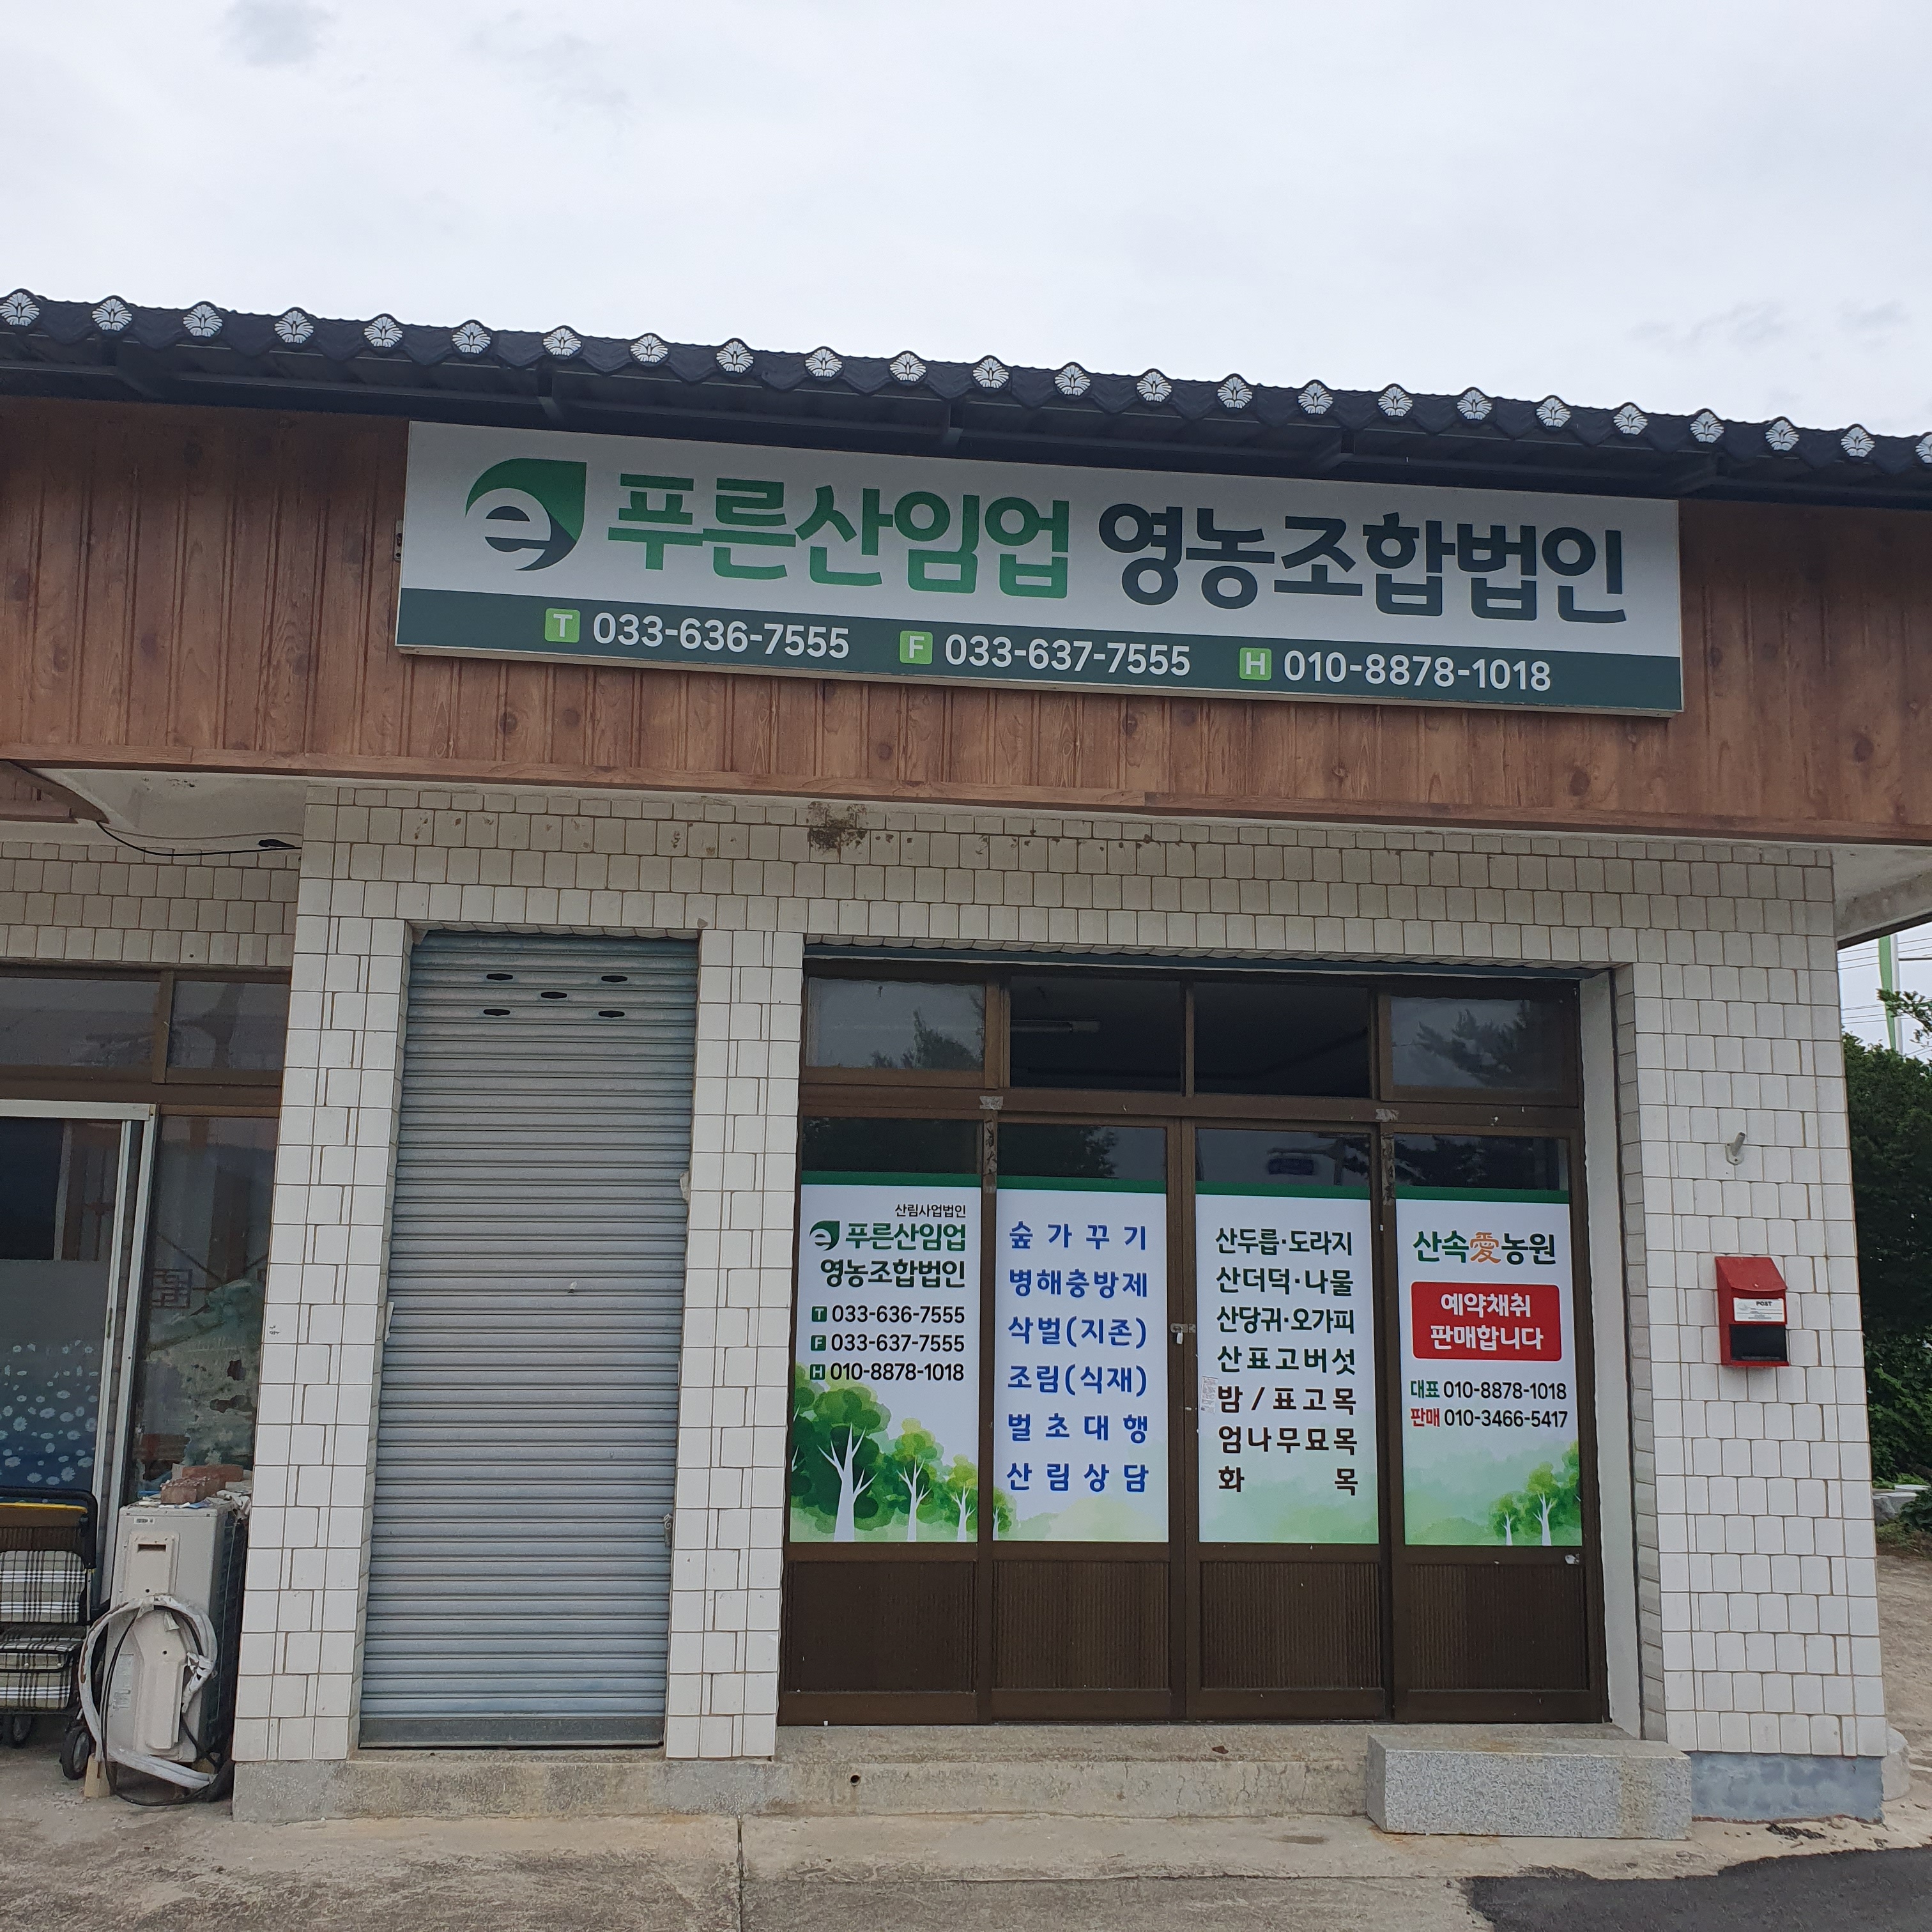 푸른산임업 영농조합법인
T 033-636-7555 F 033-637-7555 H 010-8878-1018
산림사업법인
푸른산임업
영농조합법인
T 033-636-7555
F 033-637-7555
H 010-8878-1018
숲가꾸기
병해충방제
삭벌(지존)
조림(식재)
벌초대행
산림상담
산두릅·도라지
산더덕·나물
산당귀·오가피
산표고버섯
밤/표고목
엄나무묘목
화목
산속愛농원
예약채취
판매합니다
대표 010-8878-1018
판매 010-3466-5417
POST